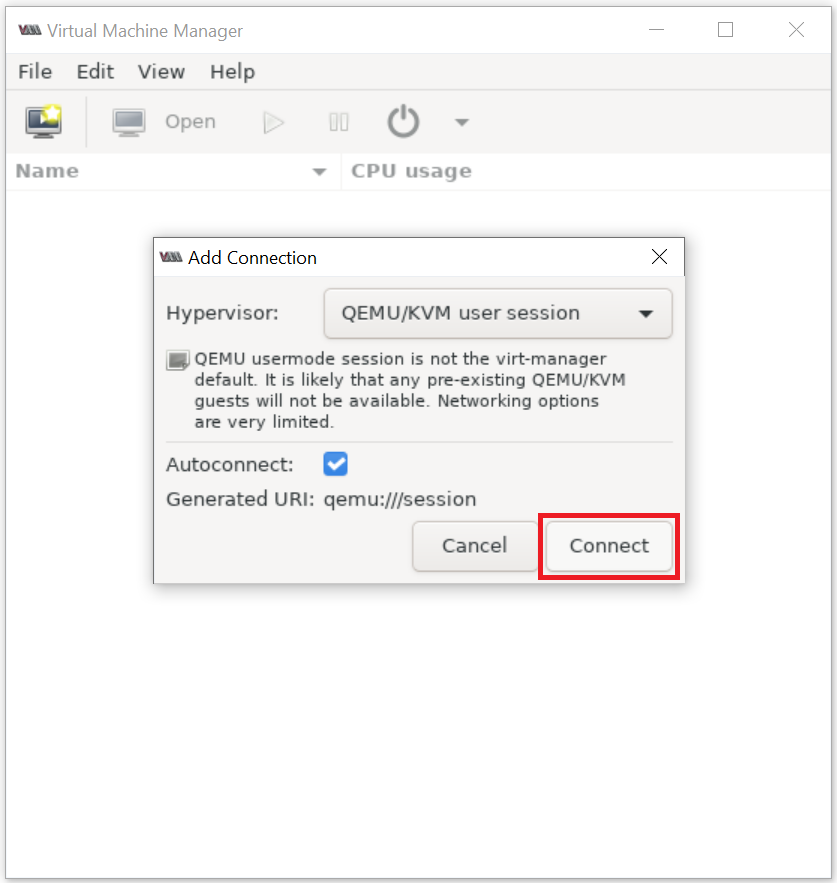 Virtual Machine Manager
File Edit View Help
Open
Name CPU usage
Add Connection
Hypervisor: QEMU/KVM user session
QEMU usermode session is not the virt-manager
default. It is likely that any pre-existing QEMU/KVM
guests will not be available. Networking options
are very limited.
Autoconnect:
Generated URI: qemu:///session
Cancel Connect